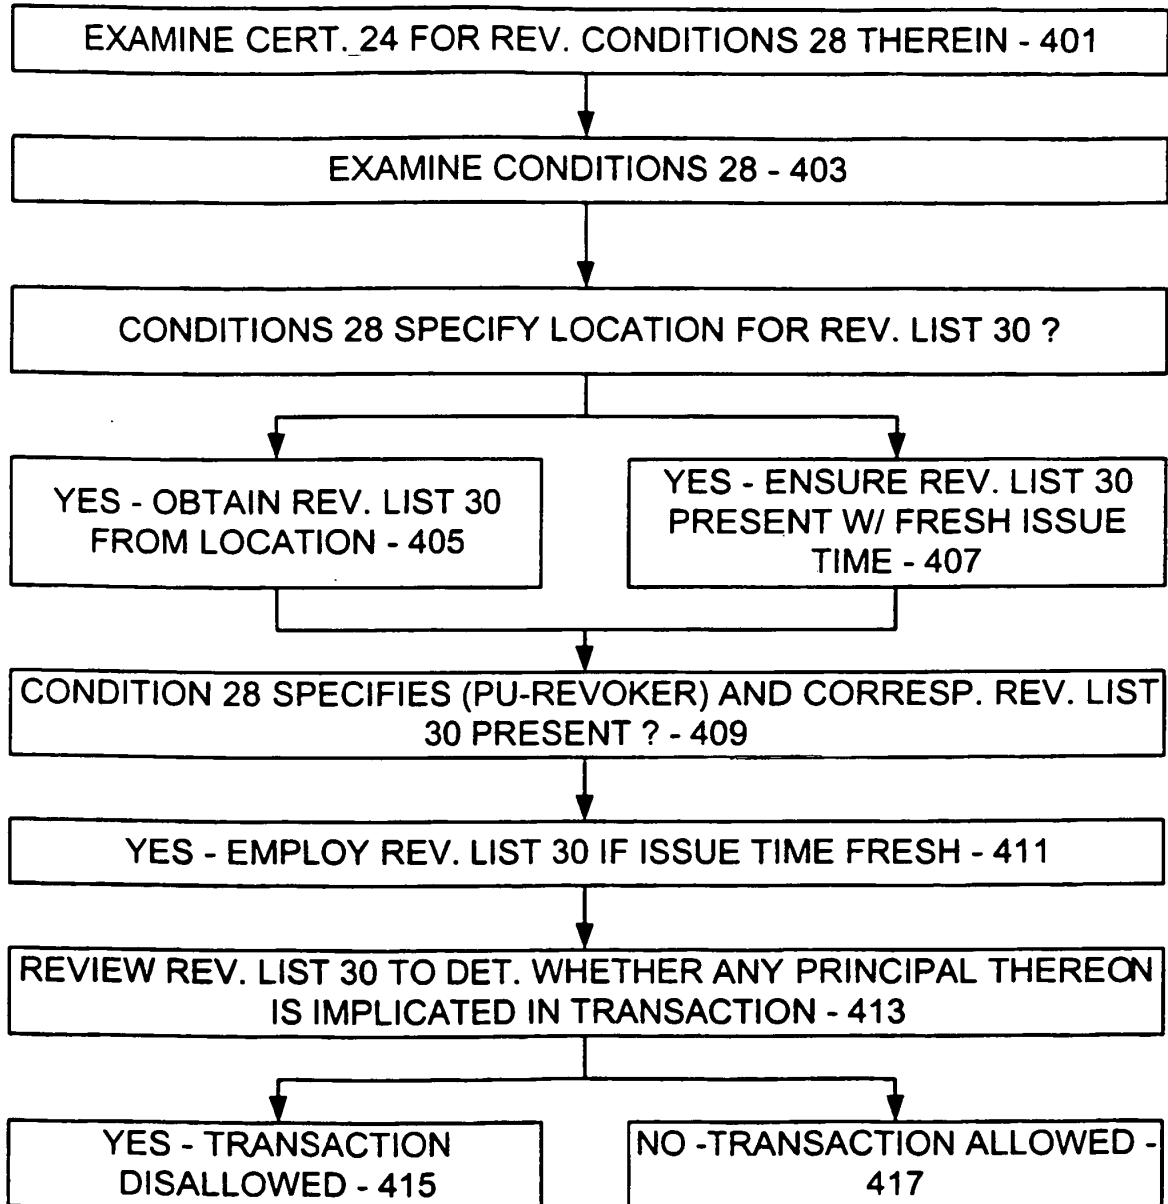 EXAMINE CERT. 24 FOR REV. CONDITIONS 28 THEREIN - 401
EXAMINE CONDITIONS 28 - 403
CONDITIONS 28 SPECIFY LOCATION FOR REV. LIST 30 ?
YES - OBTAIN REV. LIST 30
FROM LOCATION - 405
YES - ENSURE REV. LIST 30
PRESENT W/ FRESH ISSUE
TIME - 407
CONDITION 28 SPECIFIES (PU-REVOKER) AND CORRESP. REV. LIST
30 PRESENT ? - 409
YES - EMPLOY REV. LIST 30 IF ISSUE TIME FRESH - 411
REVIEW REV. LIST 30 TO DET. WHETHER ANY PRINCIPAL THEREON
IS IMPLICATED IN TRANSACTION - 413
YES - TRANSACTION
DISALLOWED - 415
NO -TRANSACTION ALLOWED -
417